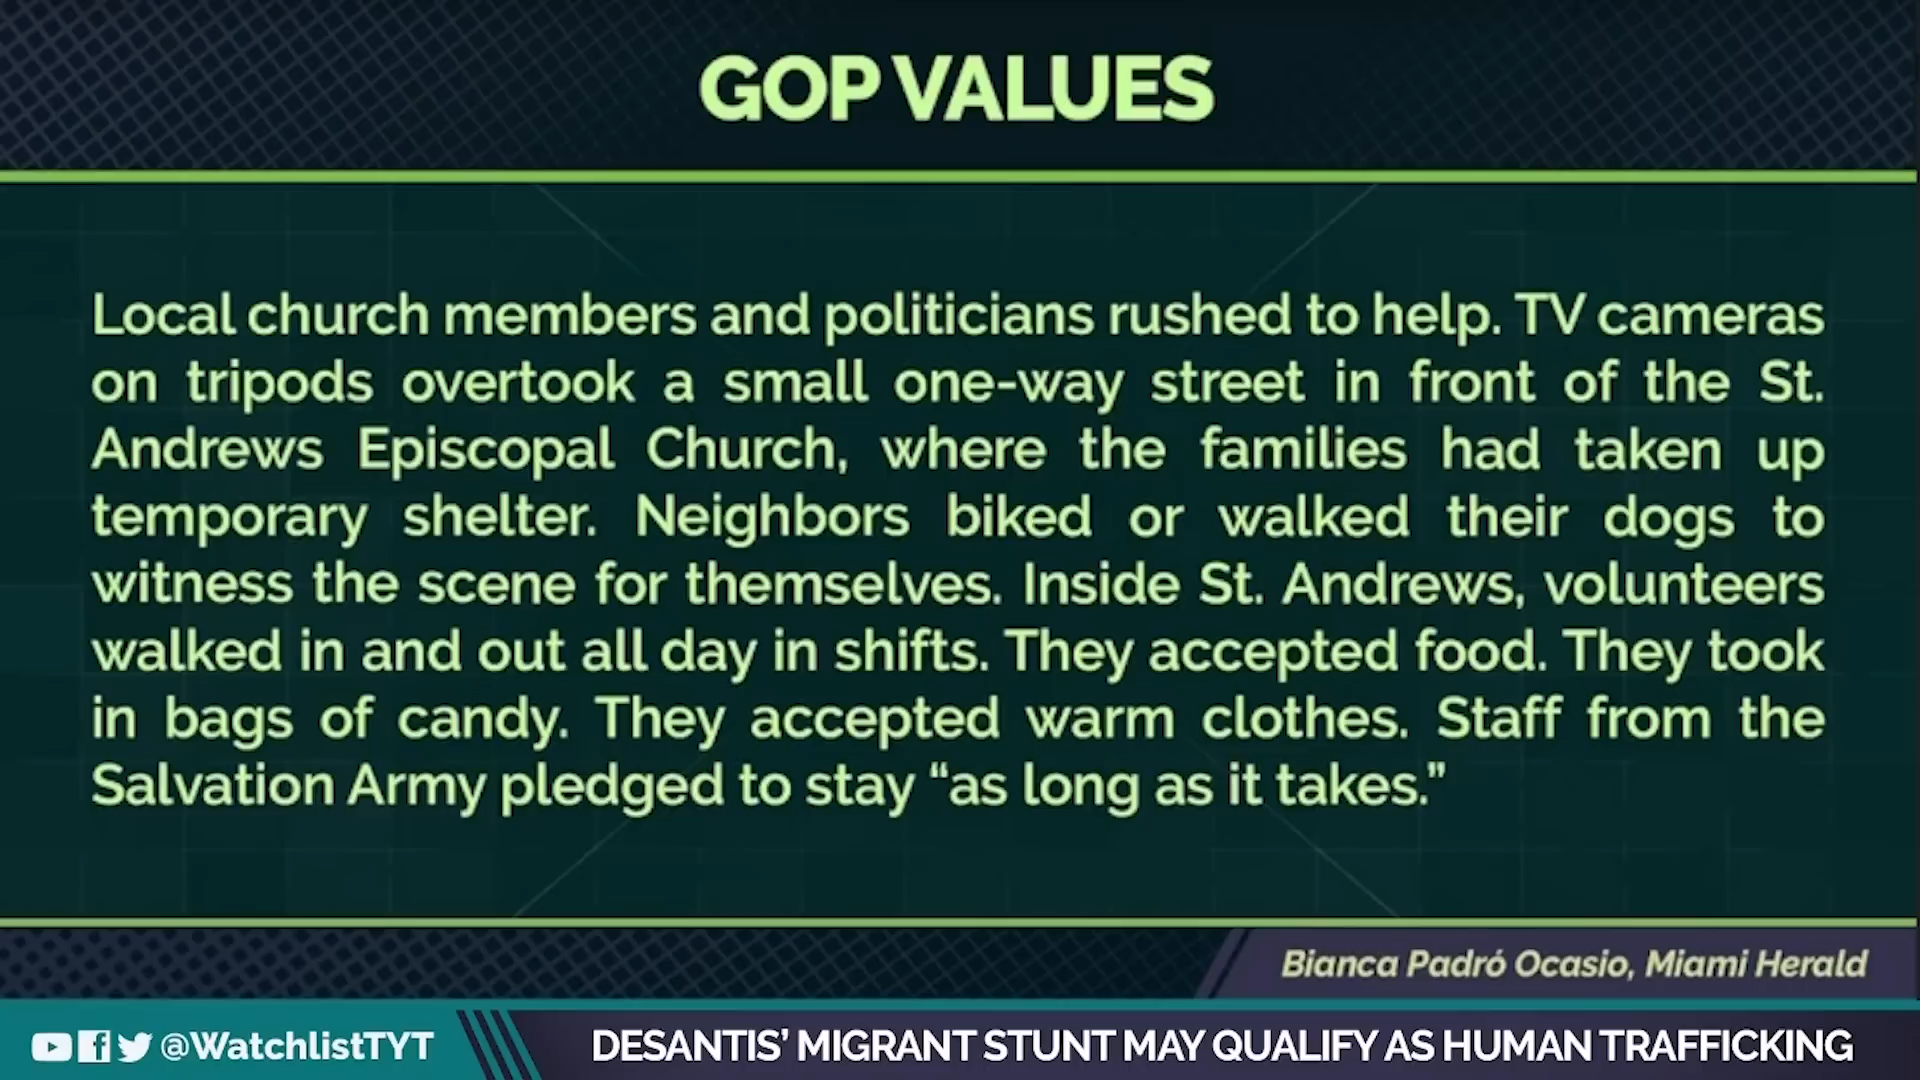 GOP VALUES
Local church members and politicians rushed to help. TV cameras
on tripods overtook a small one-way street in front of the St.
Andrews Episcopal Church, where the families had taken up
temporary shelter. Neighbors biked or walked their dogs to
witness the scene for themselves. Inside St. Andrews, volunteers
walked in and out all day in shifts. They accepted food. They took
in bags of candy. They accepted warm clothes. Staff from the
Salvation Army pledged to stay “as long as it takes.”
Bianca Padró Ocasio, Miami Herald
@WatchlistTYT
DESANTIS’ MIGRANT STUNT MAY QUALIFY AS HUMAN TRAFFICKING